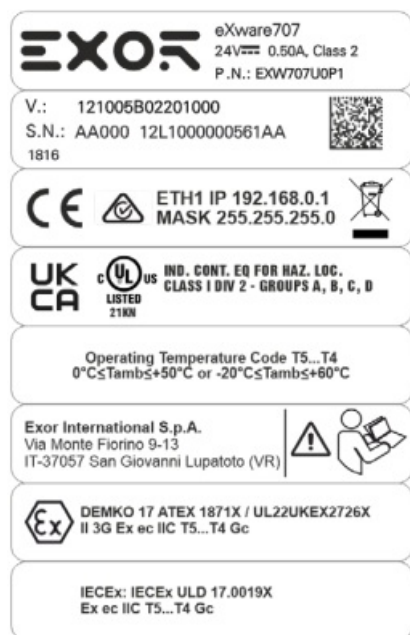 EXOR
eXware707
24V⎓ 0.50A, Class 2
P.N.: EXW707U0P1
V.: 121005B02201000
S.N.: AA000 12L1000000561AA
1816
CE
ETH1 IP 192.168.0.1
MASK 255.255.255.0
UK
CA
C UL US
LISTED
21KN
IND. CONT. EQ FOR HAZ. LOC.
CLASS I DIV 2 - GROUPS A, B, C, D
Operating Temperature Code T5...T4
0°C≤Tamb≤+50°C or -20°C≤Tamb≤+60°C
Exor International S.p.A.
Via Monte Fiorino 9-13
IT-37057 San Giovanni Lupatoto (VR)
Ex
DEMKO 17 ATEX 1871X / UL22UKEX2726X
II 3G Ex ec IIC T5...T4 Gc
IECEx: IECEx ULD 17.0019X
Ex ec IIC T5...T4 Gc